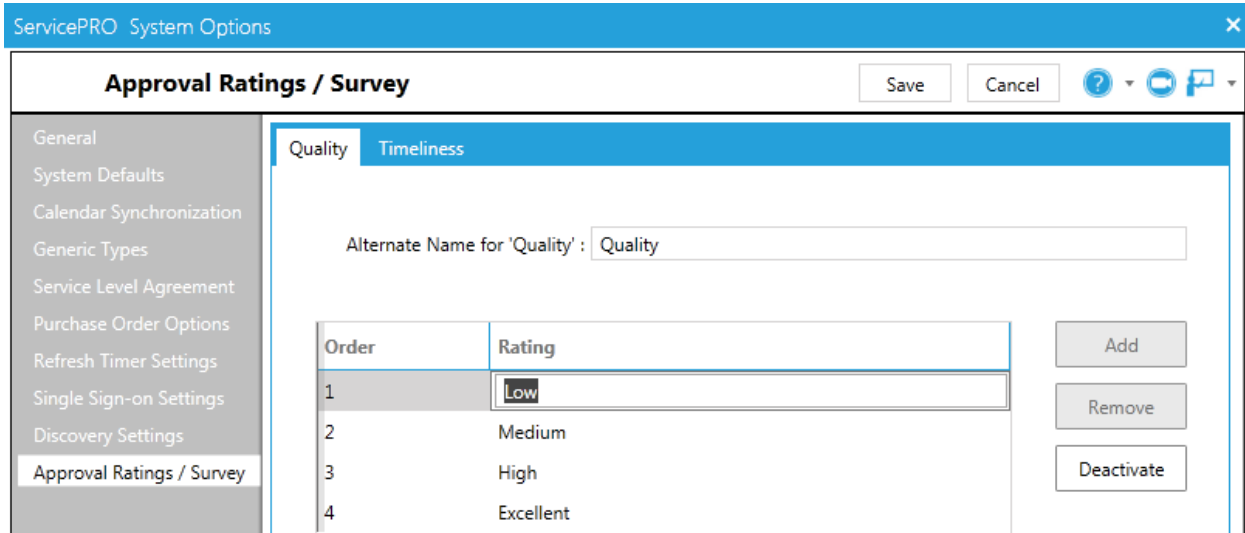 ServicePRO System Options
Approval Ratings / Survey
Save
Cancel
?
General
System Defaults
Calendar Synchronization
Generic Types
Service Level Agreement
Purchase Order Options
Refresh Timer Settings
Single Sign-on Settings
Discovery Settings
Approval Ratings / Survey
Quality Timeliness
Alternate Name for 'Quality' : Quality
Order Rating
1 Low
2 Medium
3 High
4 Excellent
Add
Remove
Deactivate